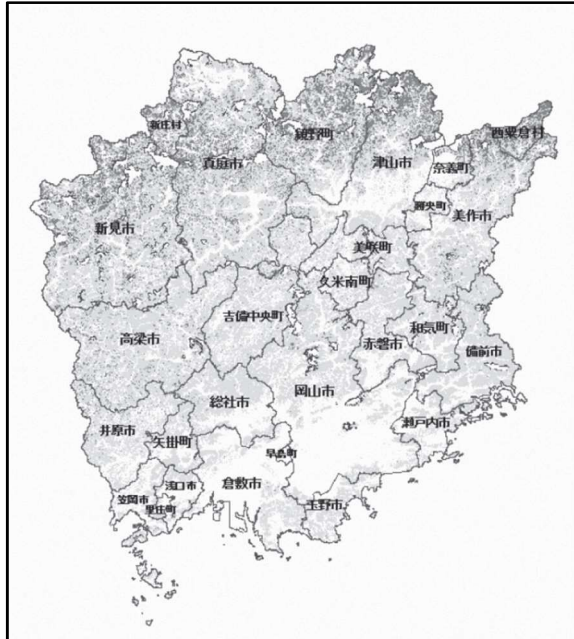 新庄村
真庭市
鏡野町
津山市
西粟倉村
奈義町
勝央町
美作市
新見市
美咲町
久米南町
吉備中央町
和気町
高梁市
赤磐市
備前市
岡山市
総社市
瀬戸内市
井原市
矢掛町
早島町
浅口市
倉敷市
笠岡市
里庄町
玉野市